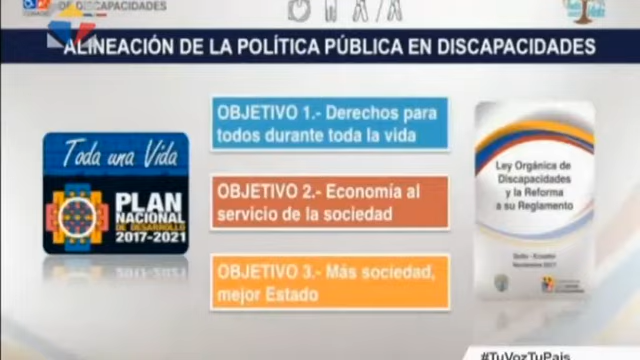 DISCAPACIDADES
ALINEACIÓN DE LA POLÍTICA PÚBLICA EN DISCAPACIDADES
Toda una Vida
PLAN
NACIONAL
DE DESARROLLO
2017-2021
OBJETIVO 1.- Derechos para
todos durante toda la vida
OBJETIVO 2.- Economía al
servicio de la sociedad
OBJETIVO 3.- Más sociedad,
mejor Estado
Ley Orgánica de
Discapacidades
y la Reforma
a su Reglamento
Quito - Ecuador
Noviembre 2017
#TuVozTuPaís